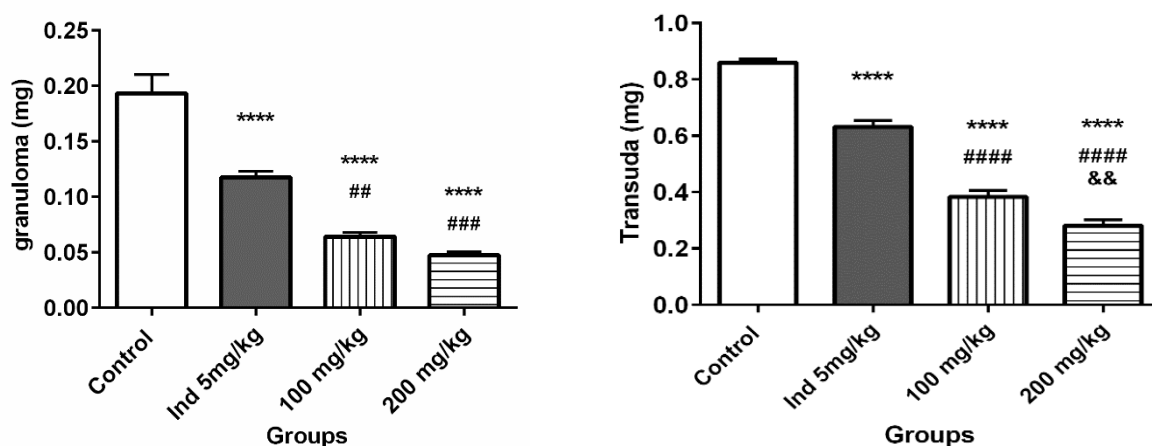 granuloma (mg)
0.25
0.20
0.15
0.10
0.05
0.00
****
****
##
****
###
Control
Ind 5mg/kg
100 mg/kg
200 mg/kg
Groups
Transuda (mg)
1.0
0.8
0.6
0.4
0.2
0.0
****
****
####
****
####
&&
Control
Ind 5mg/kg
100 mg/kg
200 mg/kg
Groups